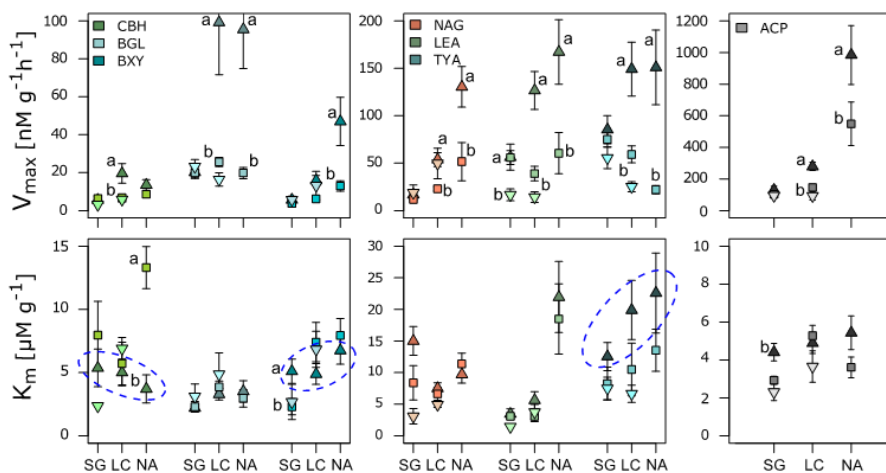 V_max [nM g⁻¹h⁻¹]
100
80
60
40
20
0
CBH
BGL
BXY
a
b
a
a
b
b
a
b
200
150
100
50
0
NAG
LEA
TYA
a
a
b
b
a
b
a
b
a
b
a
b
a
b
1200
1000
800
600
400
200
0
ACP
a
b
a
b
K_m [µM g⁻¹]
15
10
5
0
a
b
a
b
SG LC NA SG LC NA SG LC NA
30
25
20
15
10
5
0
SG LC NA SG LC NA SG LC NA
10
8
6
4
2
0
b
SG LC NA